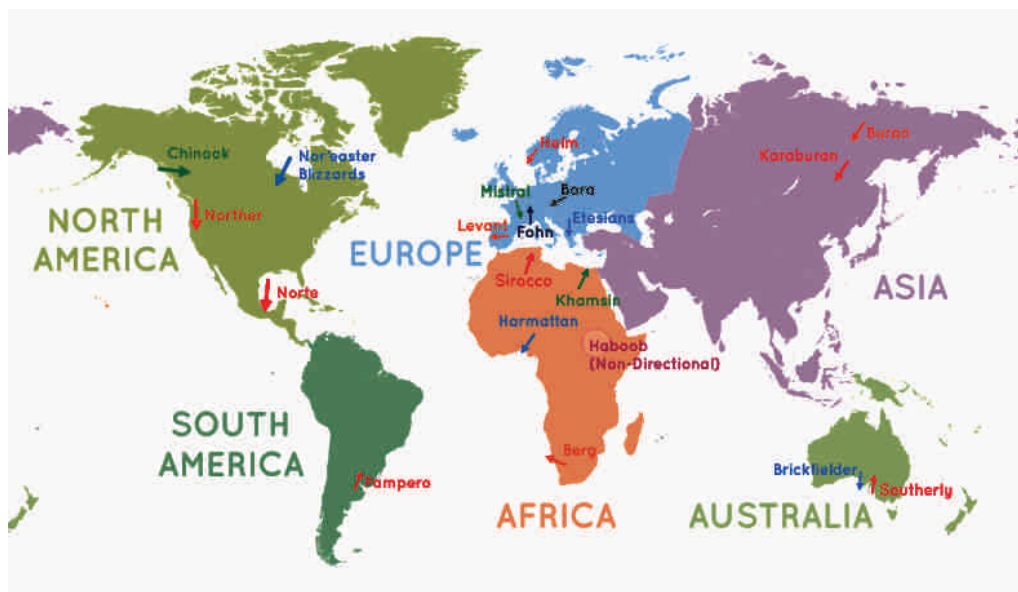 Helm
Buran
Chinook
Nor'easter
Blizzards
Karaburan
Mistral
Bora
Norther
Levant
Etesians
Fohn
NORTH
AMERICA
EUROPE
ASIA
Sirocco
Norte
Khamsin
Harmattan
Haboob
(Non-Directional)
SOUTH
AMERICA
Berg
Brickfielder
Pampero
Southerly
AFRICA
AUSTRALIA